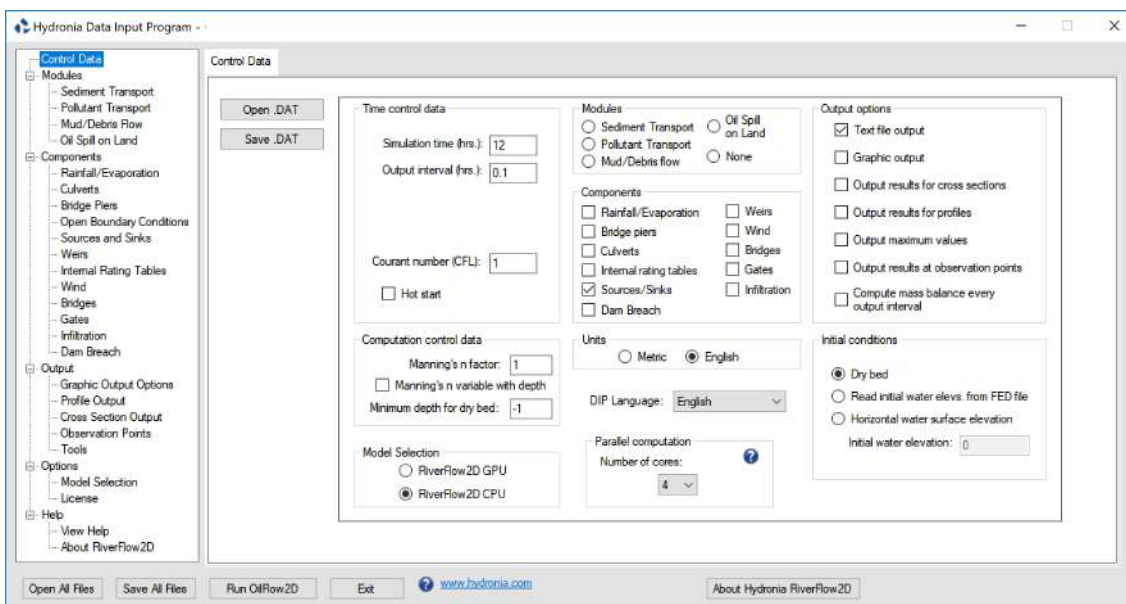 Hydronia Data Input Program -
Control Data
Modules
Sediment Transport
Pollutant Transport
Mud/Debris Flow
Oil Spill on Land
Components
Rainfall/Evaporation
Culverts
Bridge Piers
Open Boundary Conditions
Sources and Sinks
Weirs
Internal Rating Tables
Wind
Bridges
Gates
Infiltration
Dam Breach
Output
Graphic Output Options
Profile Output
Cross Section Output
Observation Points
Tools
Options
Model Selection
License
Help
View Help
About RiverFlow2D
Control Data
Open .DAT
Save .DAT
Time control data
Simulation time (hrs.): 12
Output interval (hrs.): 0.1
Courant number (CFL): 1
Hot start
Computation control data
Manning's n factor: 1
Manning's n variable with depth
Minimum depth for dry bed: -1
Model Selection
RiverFlow2D GPU
RiverFlow2D CPU
Modules
Sediment Transport
Pollutant Transport
Mud/Debris flow
Oil Spill
on Land
None
Components
Rainfall/Evaporation
Bridge piers
Culverts
Internal rating tables
Sources/Sinks
Dam Breach
Weirs
Wind
Bridges
Gates
Infiltration
Units
Metric English
DIP Language: English
Parallel computation
Number of cores:
4
Output options
Text file output
Graphic output
Output results for cross sections
Output results for profiles
Output maximum values
Output results at observation points
Compute mass balance every
output interval
Initial conditions
Dry bed
Read initial water elevs. from FED file
Horizontal water surface elevation
Initial water elevation: 0
Open All Files Save All Files Run OilFlow2D Exit www.hydronia.com About Hydronia RiverFlow2D